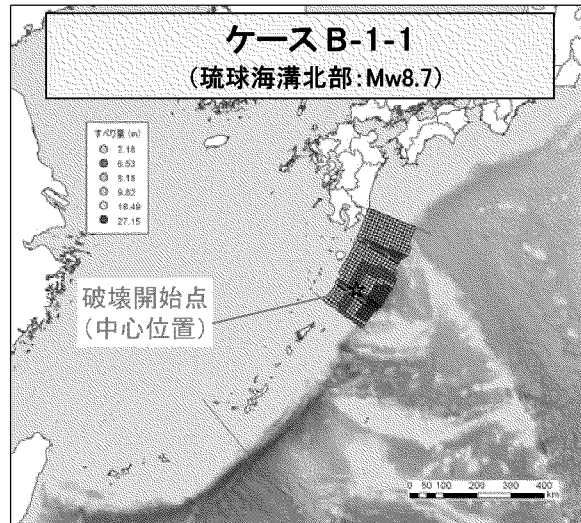 ケース B-1-1
(琉球海溝北部:Mw8.7)
すべり量 (m)
2.18
6.53
8.18
9.82
18.49
27.15
破壊開始点
(中心位置)
0 50 100 200 300 400
km